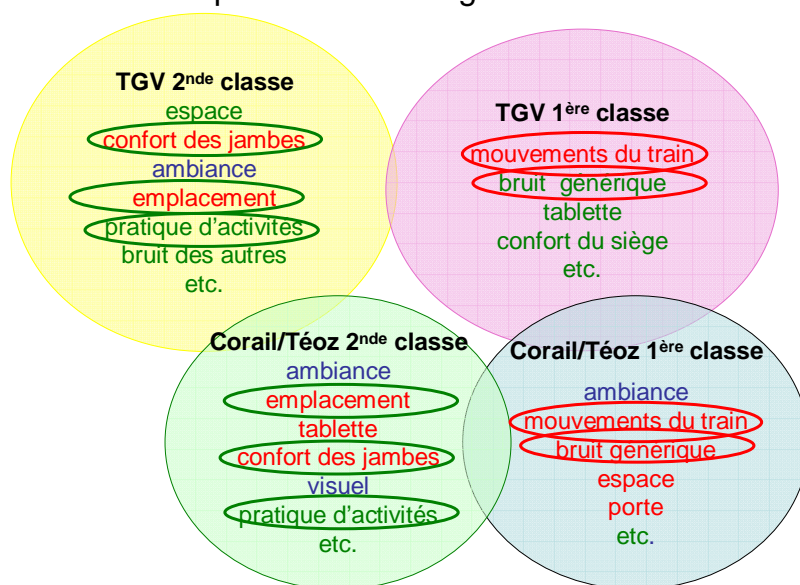 TGV 2nde classe
espace
confort des jambes
ambiance
emplacement
pratique d'activités
bruit des autres
etc.
TGV 1ère classe
mouvements du train
bruit générique
tablette
confort du siège
etc.
Corail/Téoz 2nde classe
ambiance
emplacement
tablette
confort des jambes
visuel
pratique d'activités
etc.
Corail/Téoz 1ère classe
ambiance
mouvements du train
bruit générique
espace
porte
etc.